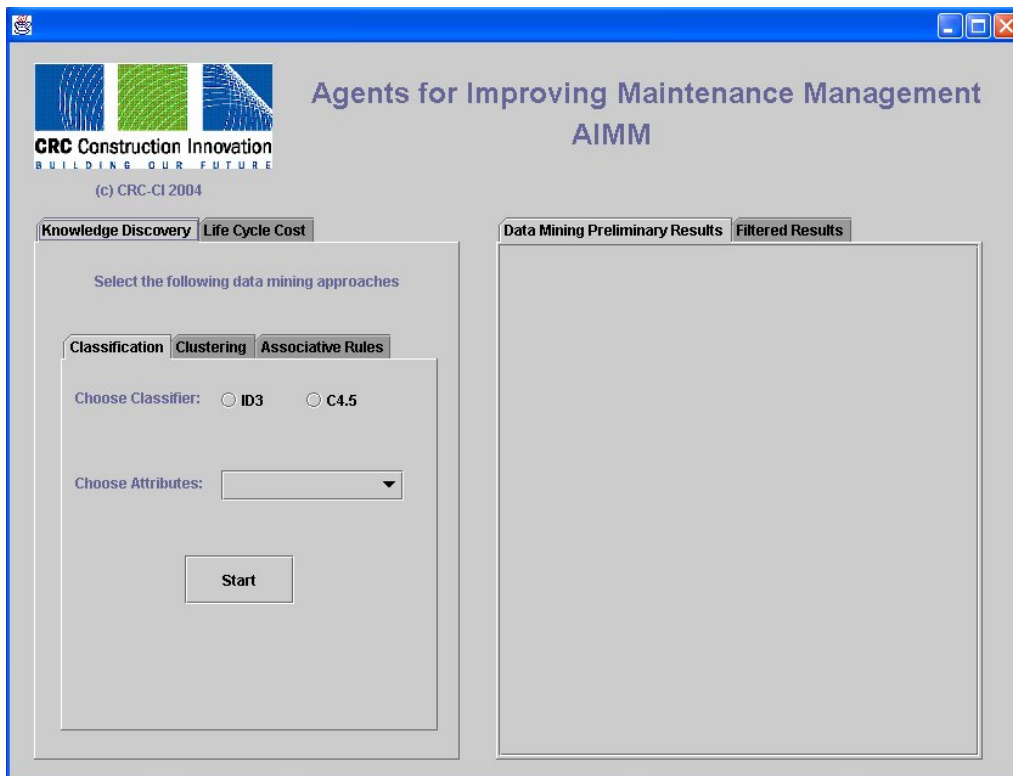 Agents for Improving Maintenance Management
AIMM
CRC Construction Innovation
BUILDING OUR FUTURE
(c) CRC-CI 2004
Knowledge Discovery Life Cycle Cost
Select the following data mining approaches
Classification Clustering Associative Rules
Choose Classifier: ID3 C4.5
Choose Attributes:
Start
Data Mining Preliminary Results Filtered Results